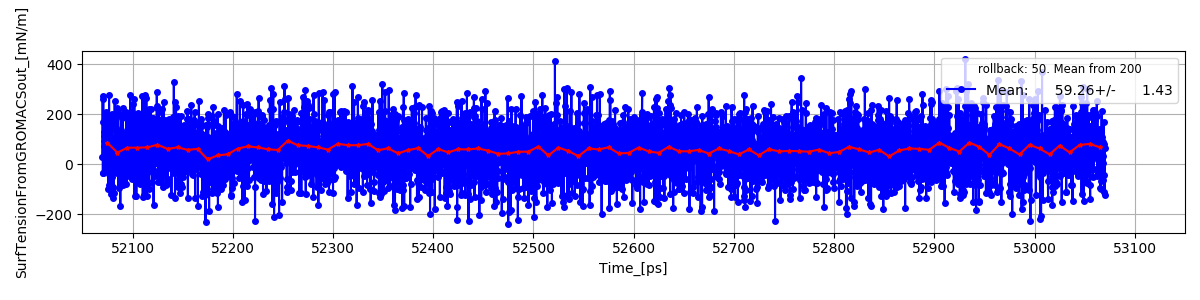 SurfTensionFromGROMACSout_[mN/m]
400
200
0
−200
rollback: 50. Mean from 200
Mean: 59.26+/- 1.43
52100 52200 52300 52400 52500 52600 52700 52800 52900 53000 53100
Time_[ps]